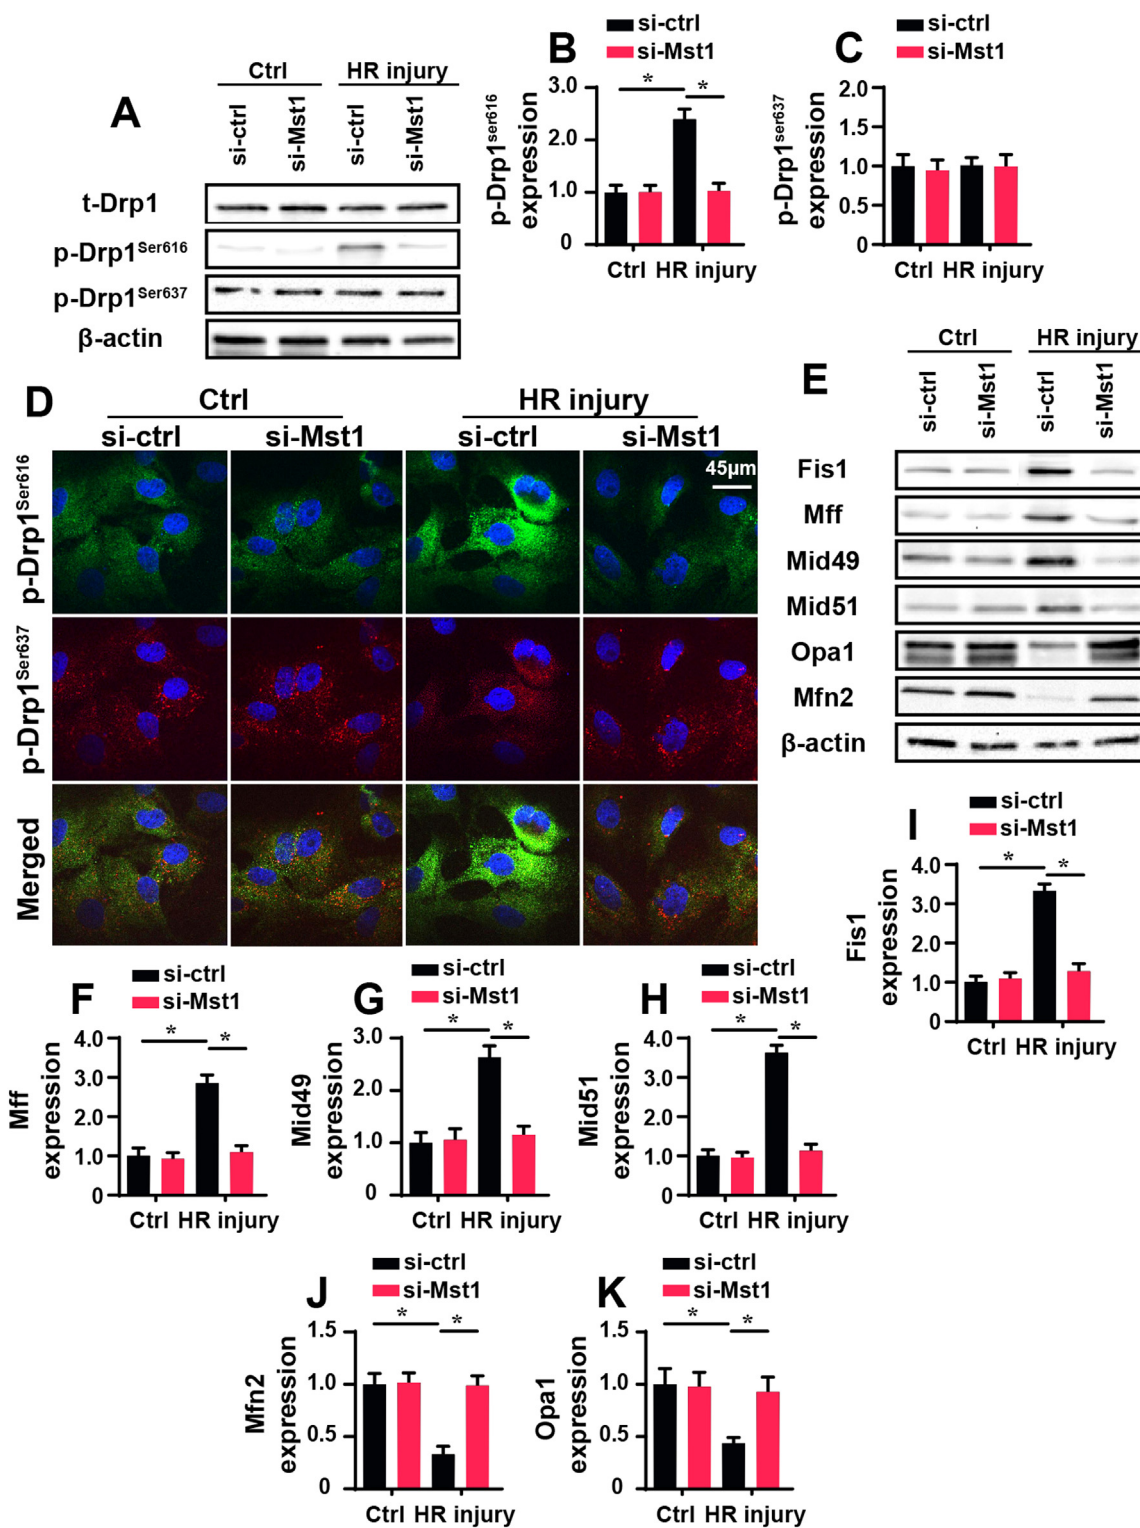 A
Ctrl HR injury
si-ctrl si-Mst1 si-ctrl si-Mst1
t-Drp1
p-Drp1Ser616
p-Drp1Ser637
β-actin
B
si-ctrl
si-Mst1
p-Drp1ser616
expression
3.0
2.0
1.0
0
* *
Ctrl HR injury
C
si-ctrl
si-Mst1
p-Drp1ser637
expression
2.0
1.5
1.0
0.5
0
Ctrl HR injury
D
Ctrl HR injury
si-ctrl si-Mst1 si-ctrl si-Mst1
45μm
p-Drp1Ser616
p-Drp1Ser637
Merged
E
Ctrl HR injury
si-ctrl si-Mst1 si-ctrl si-Mst1
Fis1
Mff
Mid49
Mid51
Opa1
Mfn2
β-actin
I
si-ctrl
si-Mst1
Fis1
expression
4.0
3.0
2.0
1.0
0
* *
Ctrl HR injury
F
si-ctrl
si-Mst1
Mff
expression
4.0
3.0
2.0
1.0
0
* *
Ctrl HR injury
G
si-ctrl
si-Mst1
Mid49
expression
3.0
2.0
1.0
0
* *
Ctrl HR injury
H
si-ctrl
si-Mst1
Mid51
expression
4.0
3.0
2.0
1.0
0
* *
Ctrl HR injury
J
si-ctrl
si-Mst1
Mfn2
expression
1.5
1.0
0.5
0
* *
Ctrl HR injury
K
si-ctrl
si-Mst1
Opa1
expression
1.5
1.0
0.5
0
* *
Ctrl HR injury